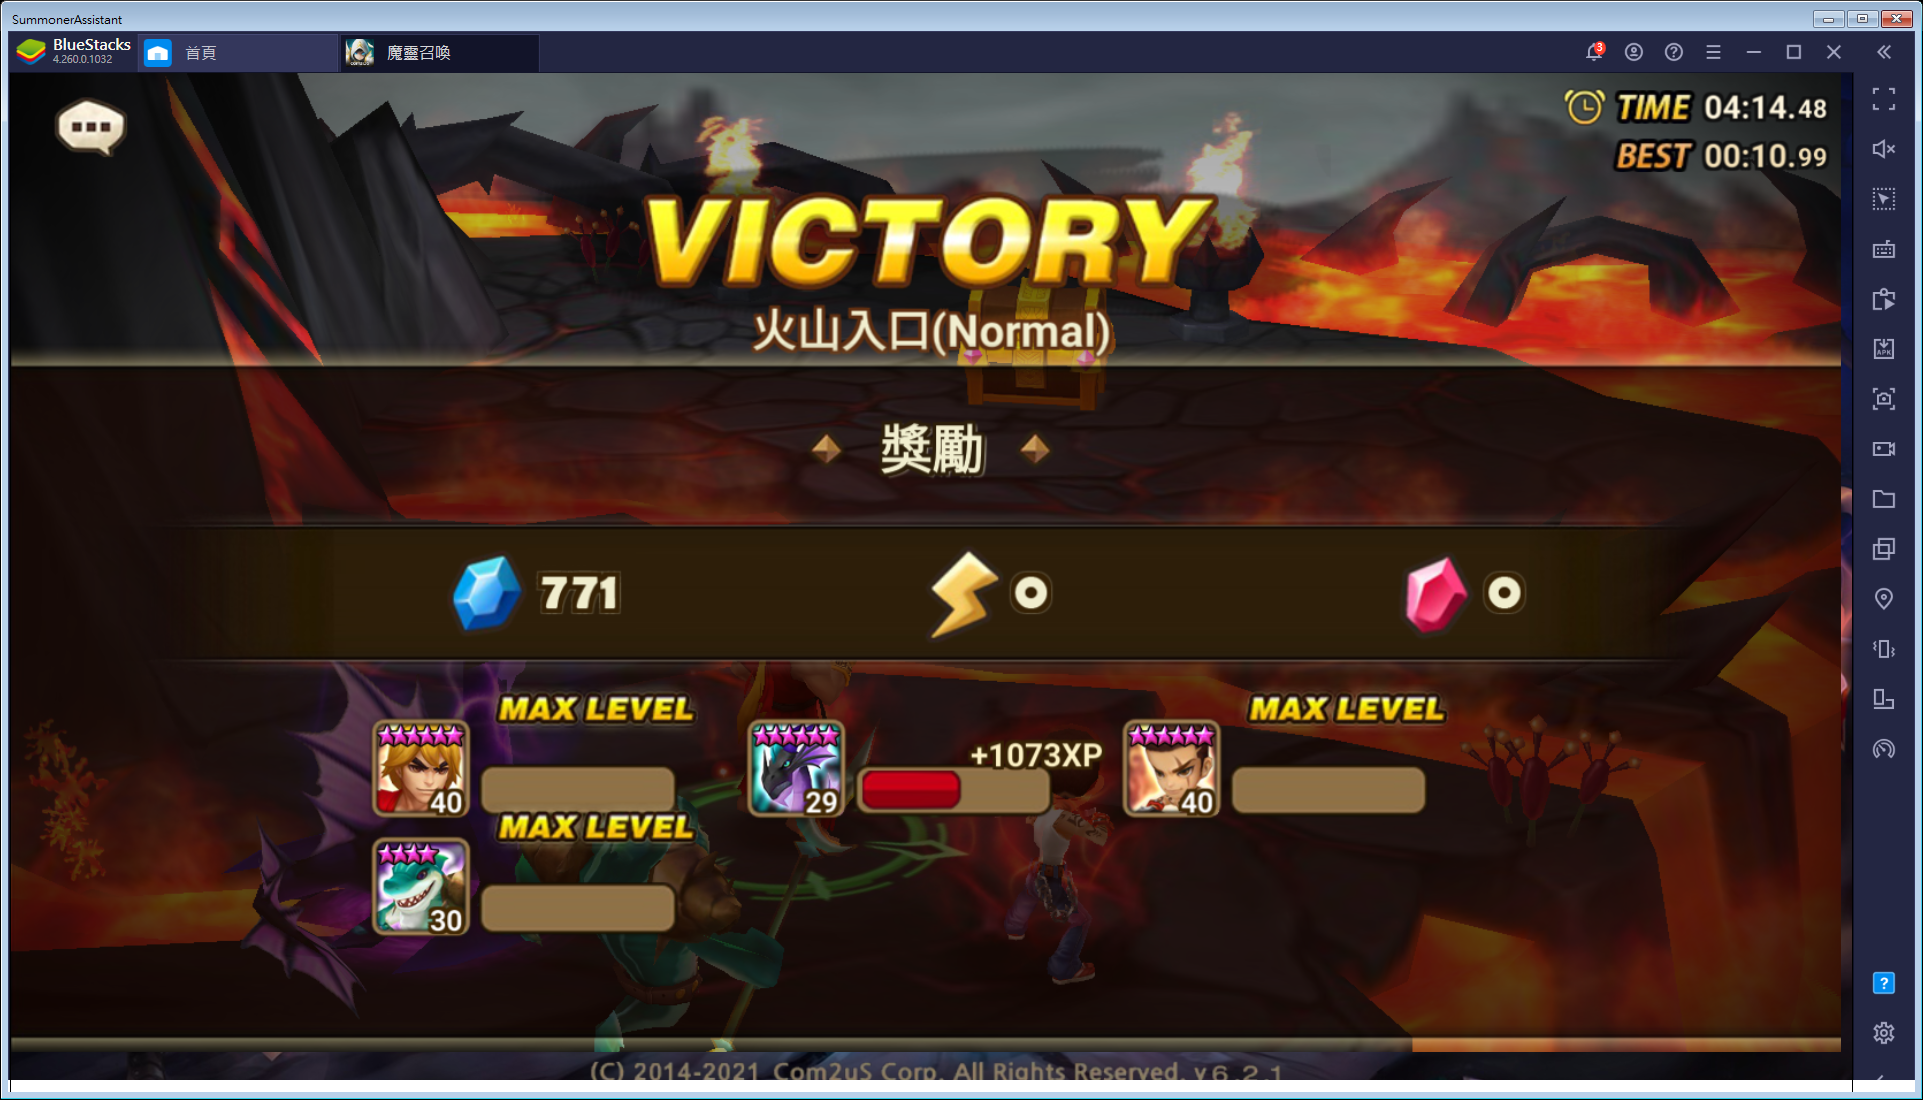 SummonerAssistant
BlueStacks
4.260.0.1032
首頁
魔靈召喚
3
TIME 04:14.48
BEST 00:10.99
VICTORY
火山入口(Normal)
獎勵
771
0
0
MAX LEVEL
40
+1073XP
29
MAX LEVEL
40
MAX LEVEL
30
APK
?
(C) 2014-2021 Com2uS Corp. All Rights Reserved. v6.2.1